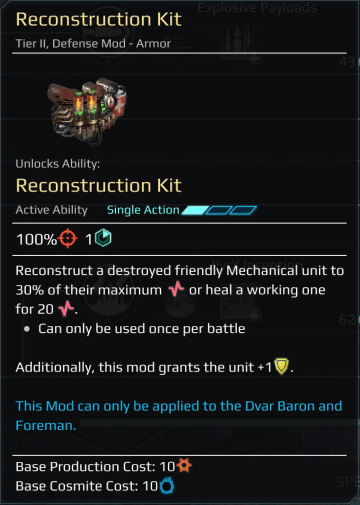 Explosive Payloads
Reconstruction Kit
Tier II, Defense Mod - Armor
43
Unlocks Ability:
Reconstruction Kit
Active Ability Single Action
100% 1
Reconstruct a destroyed friendly Mechanical unit to
30% of their maximum or heal a working one
for 20 .
• Can only be used once per battle
62
Additionally, this mod grants the unit +1.
This Mod can only be applied to the Dvar Baron and
Foreman.
Base Production Cost: 10
Base Cosmite Cost: 10